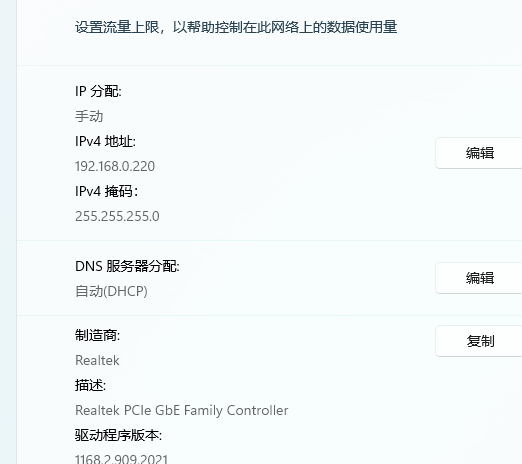 设置流量上限，以帮助控制在此网络上的数据使用量
IP 分配:
手动
IPv4 地址:
192.168.0.220
编辑
IPv4 掩码：
255.255.255.0
DNS 服务器分配:
自动(DHCP)
编辑
制造商:
Realtek
复制
描述:
Realtek PCIe GbE Family Controller
驱动程序版本:
1168.2.909.2021